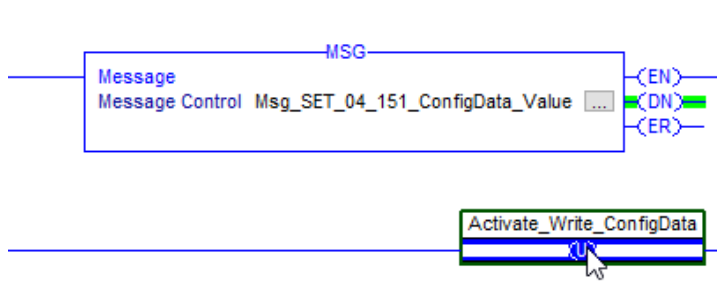 MSG
Message
Message Control Msg_SET_04_151_ConfigData_Value ...
EN
DN
ER
Activate_Write_ConfigData
U